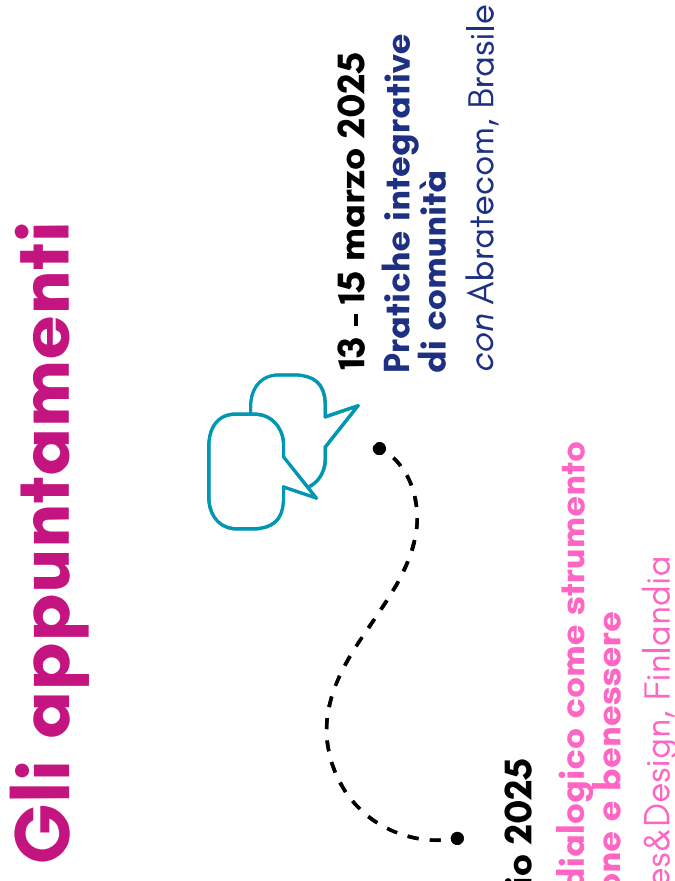 Gli appuntamenti
13 - 15 marzo 2025
Pratiche integrative
di comunità
con Abratecom, Brasile
2025
dialogico come strumento
e benessere
Finlandia